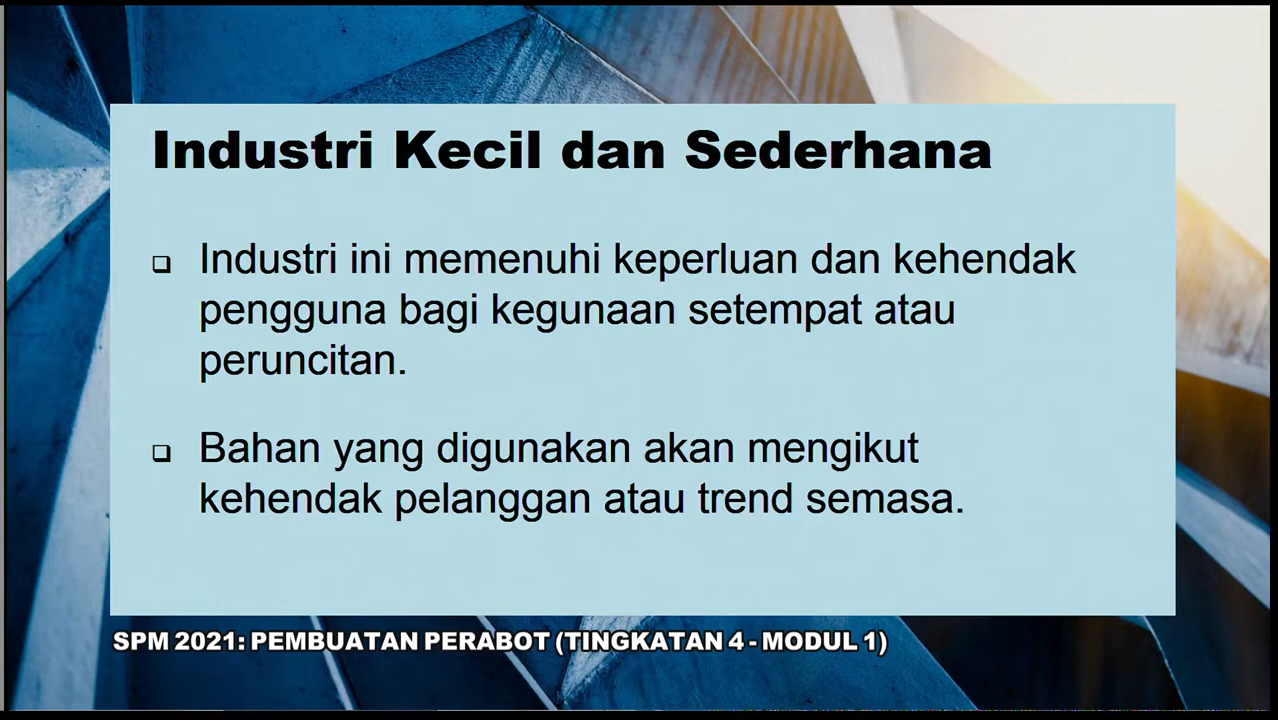 Industri Kecil dan Sederhana
❑ Industri ini memenuhi keperluan dan kehendak
pengguna bagi kegunaan setempat atau
peruncitan.
❑ Bahan yang digunakan akan mengikut
kehendak pelanggan atau trend semasa.
SPM 2021: PEMBUATAN PERABOT (TINGKATAN 4 - MODUL 1)